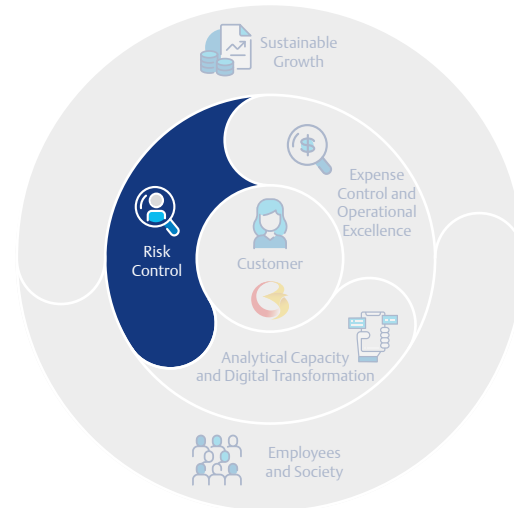 Sustainable
Growth
Expense
Control and
Operational
Excellence
Risk
Control
Customer
Analytical Capacity
and Digital Transformation
Employees
and Society